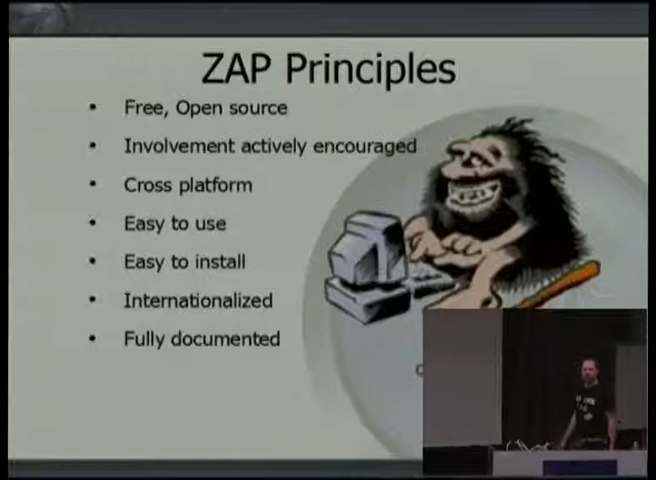 ZAP Principles
• Free, Open source
• Involvement actively encouraged
• Cross platform
• Easy to use
• Easy to install
• Internationalized
• Fully documented